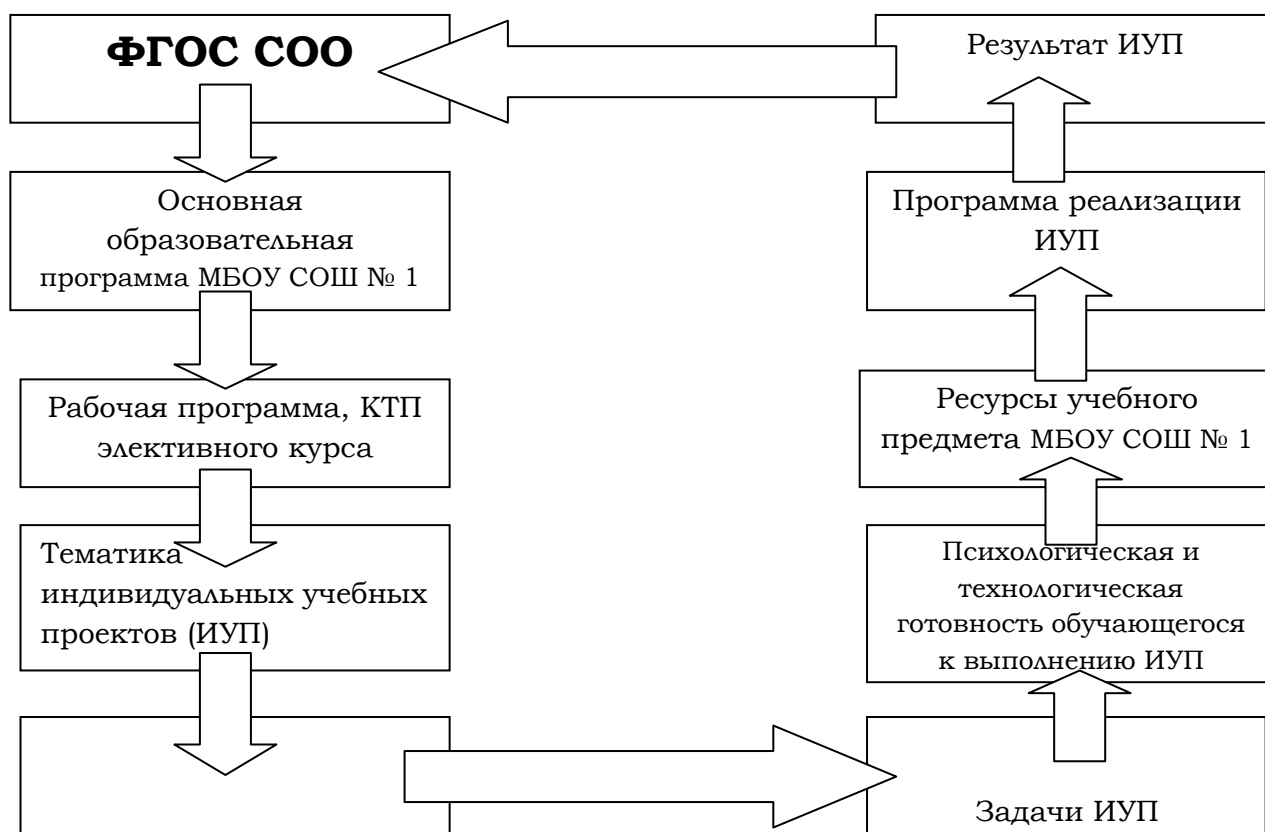 ФГОС СОО
Основная
образовательная
программа МБОУ СОШ № 1
Рабочая программа, КТП
элективного курса
Тематика
индивидуальных учебных
проектов (ИУП)
Результат ИУП
Программа реализации
ИУП
Ресурсы учебного
предмета МБОУ СОШ № 1
Психологическая и
технологическая
готовность обучающегося
к выполнению ИУП
Задачи ИУП